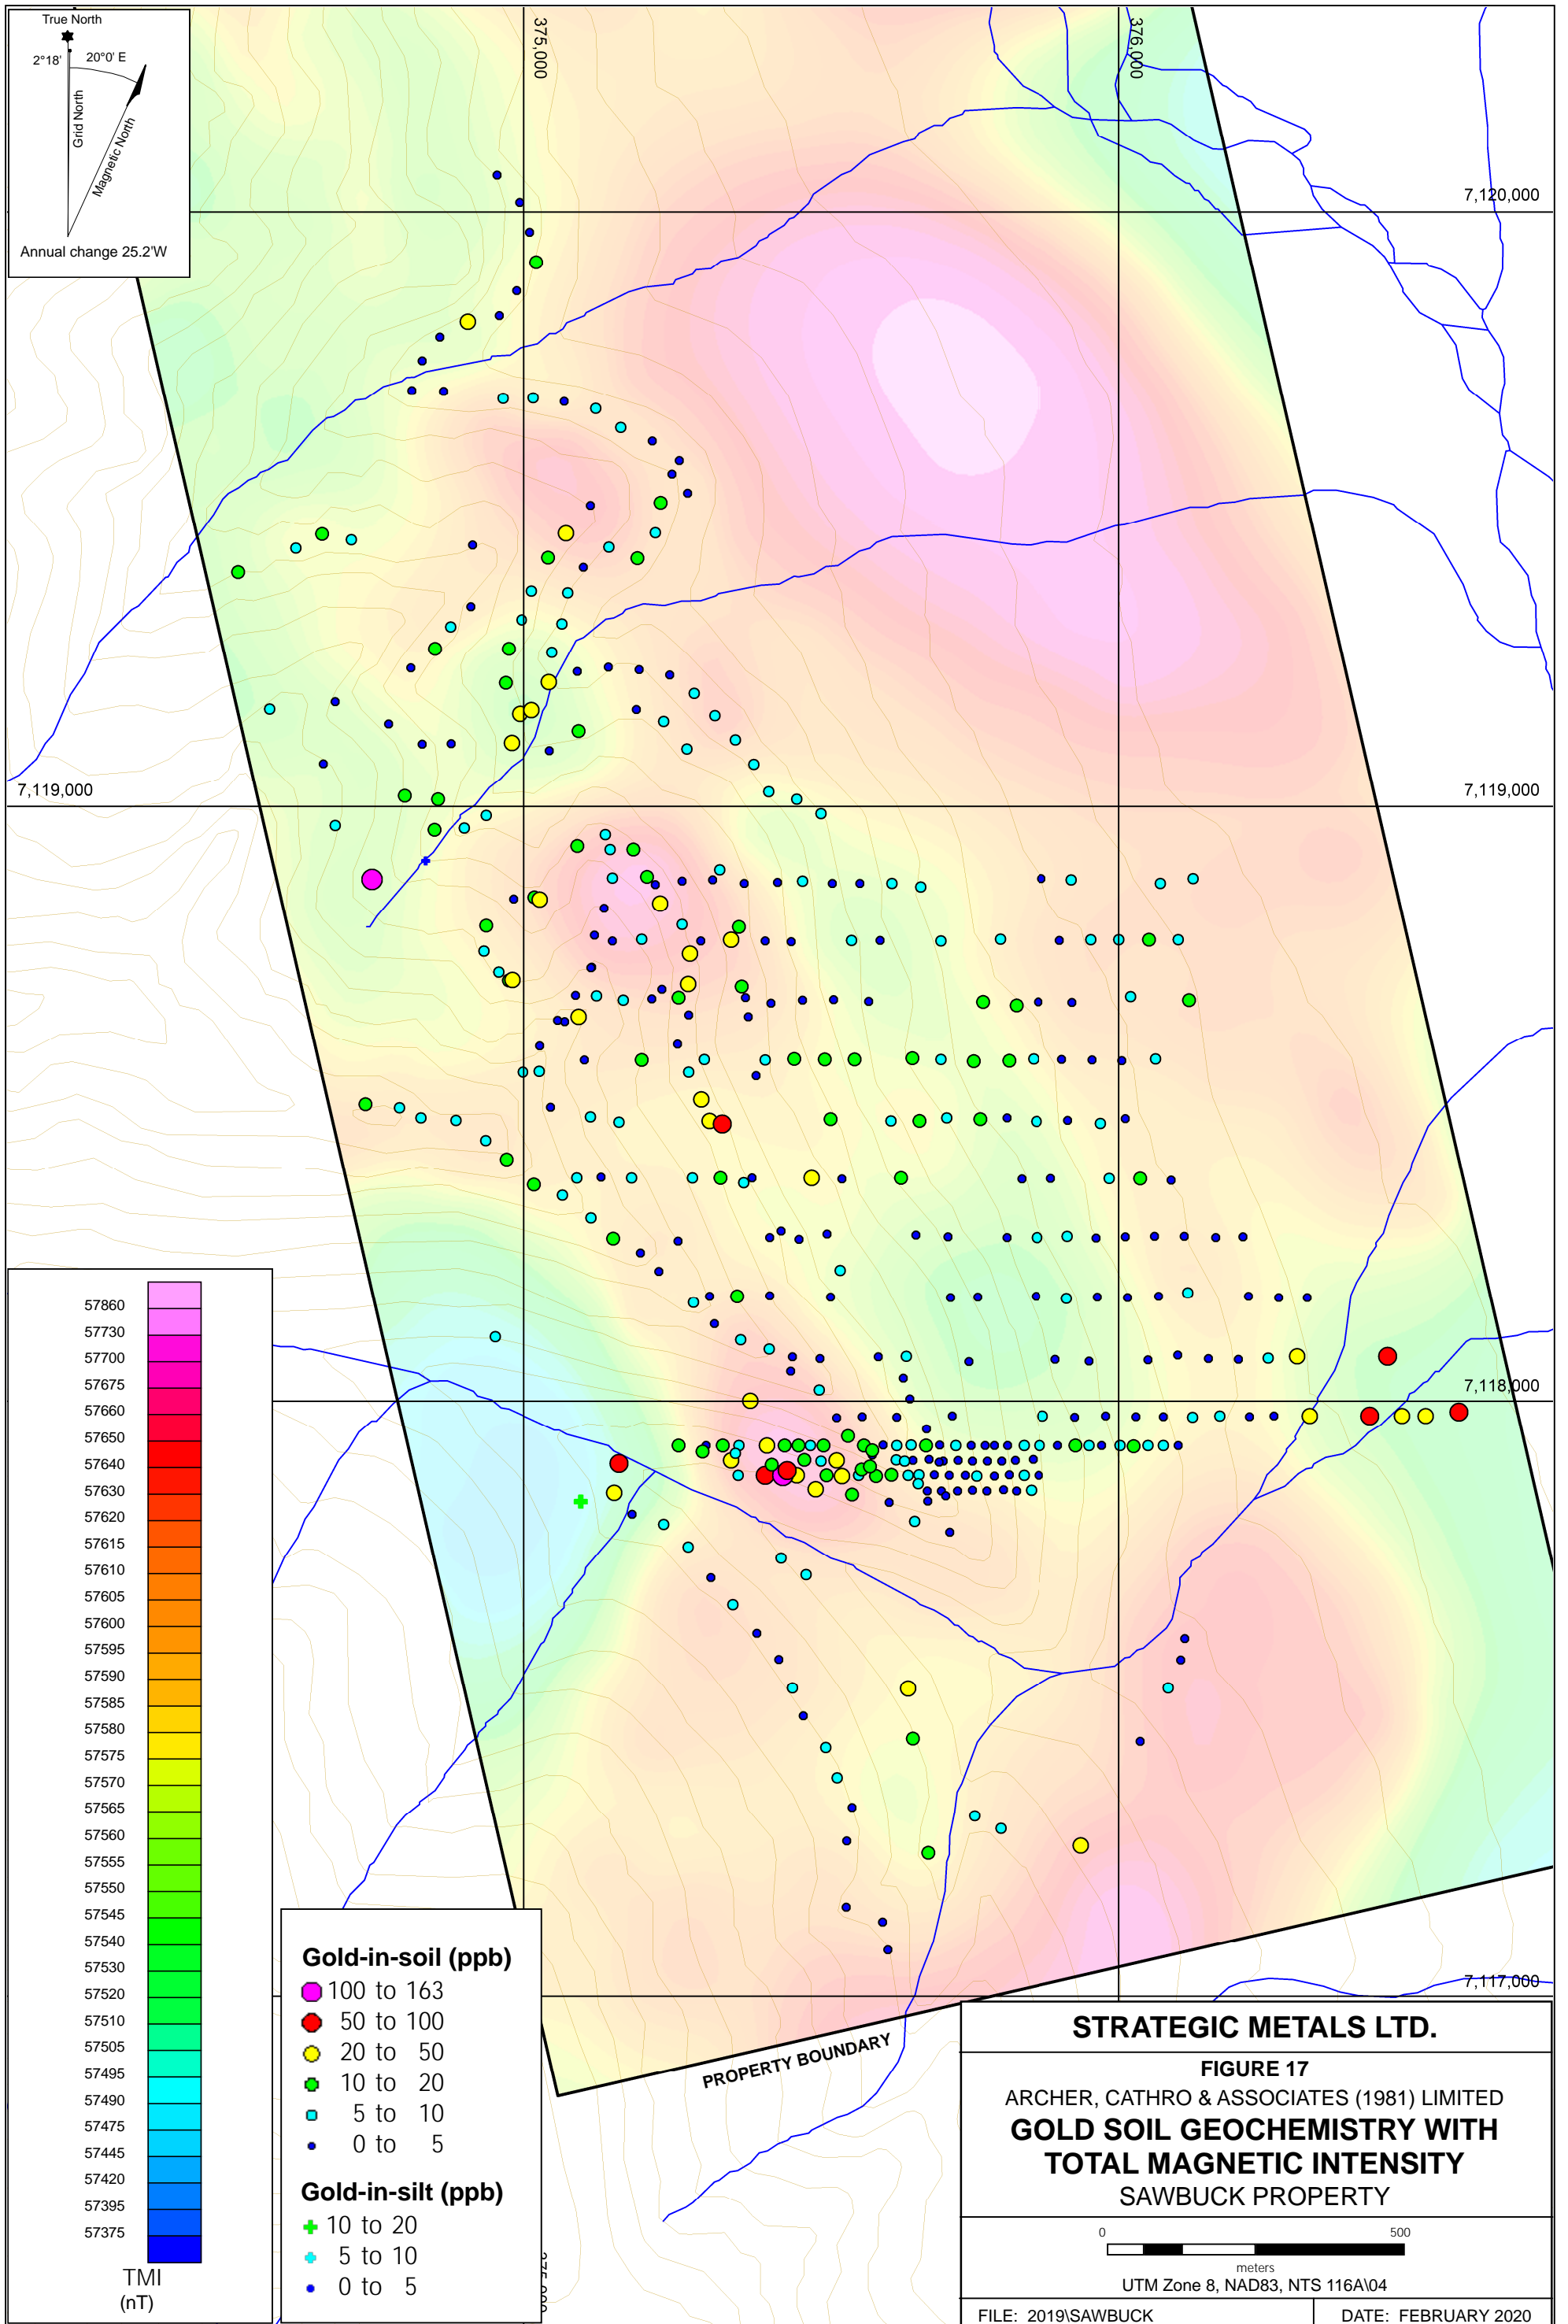 True North
2°18'
20°0' E
Grid North
Magnetic North
Annual change 25.2'W
375,000
376,000
7,120,000
7,119,000
7,119,000
7,118,000
7,117,000
57860
57730
57700
57675
57660
57650
57640
57630
57620
57615
57610
57605
57600
57595
57590
57585
57580
57575
57570
57565
57560
57555
57550
57545
57540
57530
57520
57510
57505
57495
57490
57475
57445
57420
57395
57375
TMI
(nT)
Gold-in-soil (ppb)
100 to 163
50 to 100
20 to 50
10 to 20
5 to 10
0 to 5
Gold-in-silt (ppb)
10 to 20
5 to 10
0 to 5
PROPERTY BOUNDARY
STRATEGIC METALS LTD.
FIGURE 17
ARCHER, CATHRO & ASSOCIATES (1981) LIMITED
GOLD SOIL GEOCHEMISTRY WITH
TOTAL MAGNETIC INTENSITY
SAWBUCK PROPERTY
0 500
meters
UTM Zone 8, NAD83, NTS 116A\04
FILE: 2019\SAWBUCK
DATE: FEBRUARY 2020